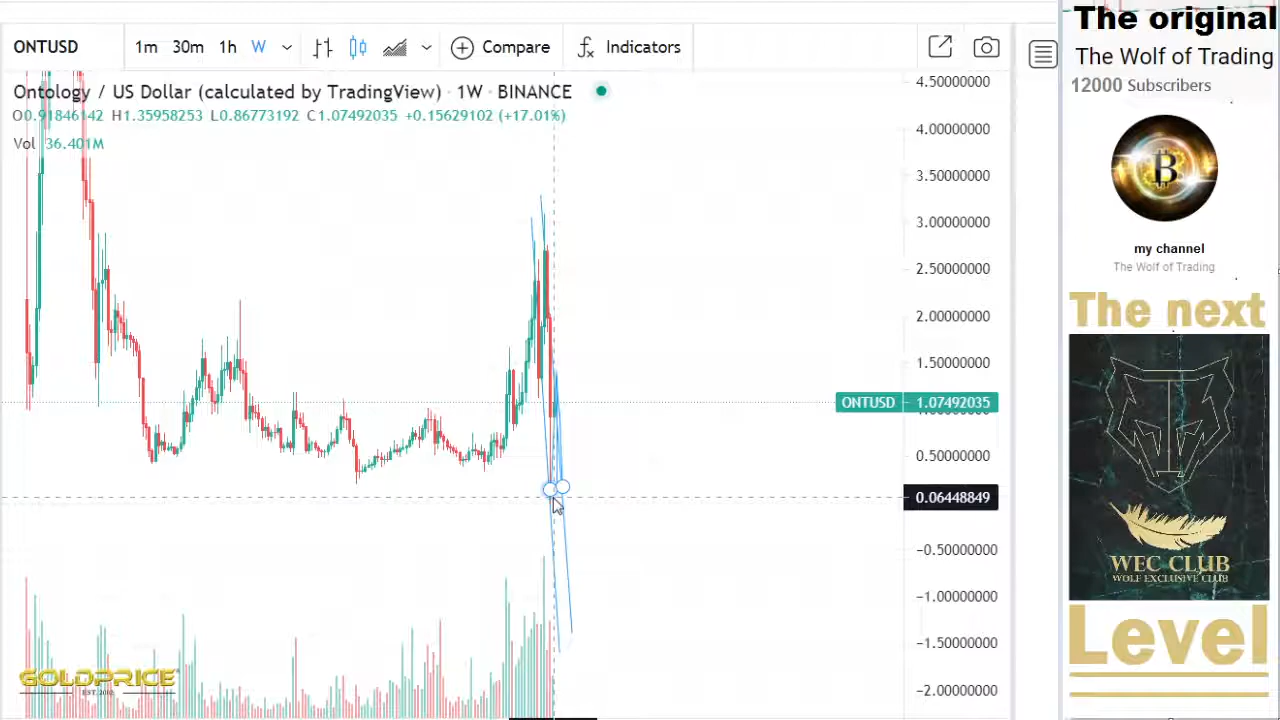 ONTUSD
1m 30m 1h W
Compare
Indicators
Ontology / US Dollar (calculated by TradingView) · 1W · BINANCE
O0.91846142 H1.35958253 L0.86773192 C1.07492035 +0.15629102 (+17.01%)
Vol 36.401M
4.50000000
4.00000000
3.50000000
3.00000000
2.50000000
2.00000000
1.50000000
ONTUSD 1.07492035
0.50000000
0.06448849
−0.50000000
−1.00000000
−1.50000000
−2.00000000
GOLDPRICE
EST. 2010
The original
The Wolf of Trading
12000 Subscribers
B
my channel
The Wolf of Trading
The next
WEC CLUB
WOLF EXCLUSIVE CLUB
Level